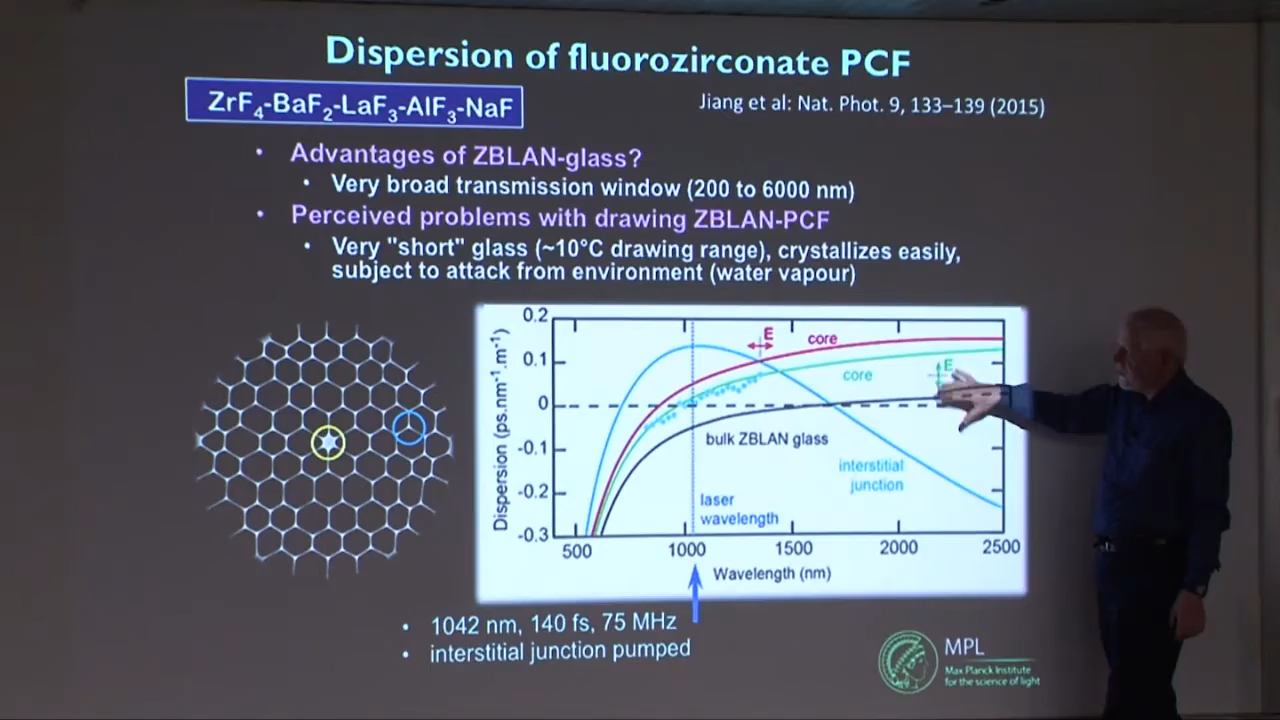 Dispersion of fluorozirconate PCF
ZrF4-BaF2-LaF3-AlF3-NaF
Jiang et al: Nat. Phot. 9, 133–139 (2015)
• Advantages of ZBLAN-glass?
• Very broad transmission window (200 to 6000 nm)
• Perceived problems with drawing ZBLAN-PCF
• Very "short" glass (~10°C drawing range), crystallizes easily,
subject to attack from environment (water vapour)
Dispersion (ps.nm⁻¹.m⁻¹)
0.2
0.1
0
-0.1
-0.2
-0.3
E
core
core
E
bulk ZBLAN glass
interstitial
junction
laser
wavelength
500 1000 1500 2000 2500
Wavelength (nm)
• 1042 nm, 140 fs, 75 MHz
• interstitial junction pumped
MPL
Max Planck Institute
for the science of light